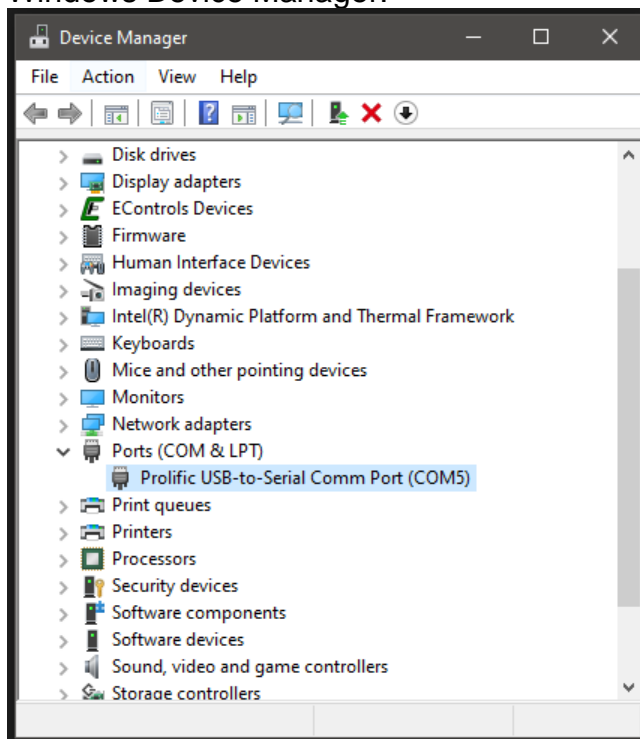 Windows Device Manager:
Device Manager
File Action View Help
Disk drives
Display adapters
EControls Devices
Firmware
Human Interface Devices
Imaging devices
Intel(R) Dynamic Platform and Thermal Framework
Keyboards
Mice and other pointing devices
Monitors
Network adapters
Ports (COM & LPT)
Prolific USB-to-Serial Comm Port (COM5)
Print queues
Printers
Processors
Security devices
Software components
Software devices
Sound, video and game controllers
Storage controllers